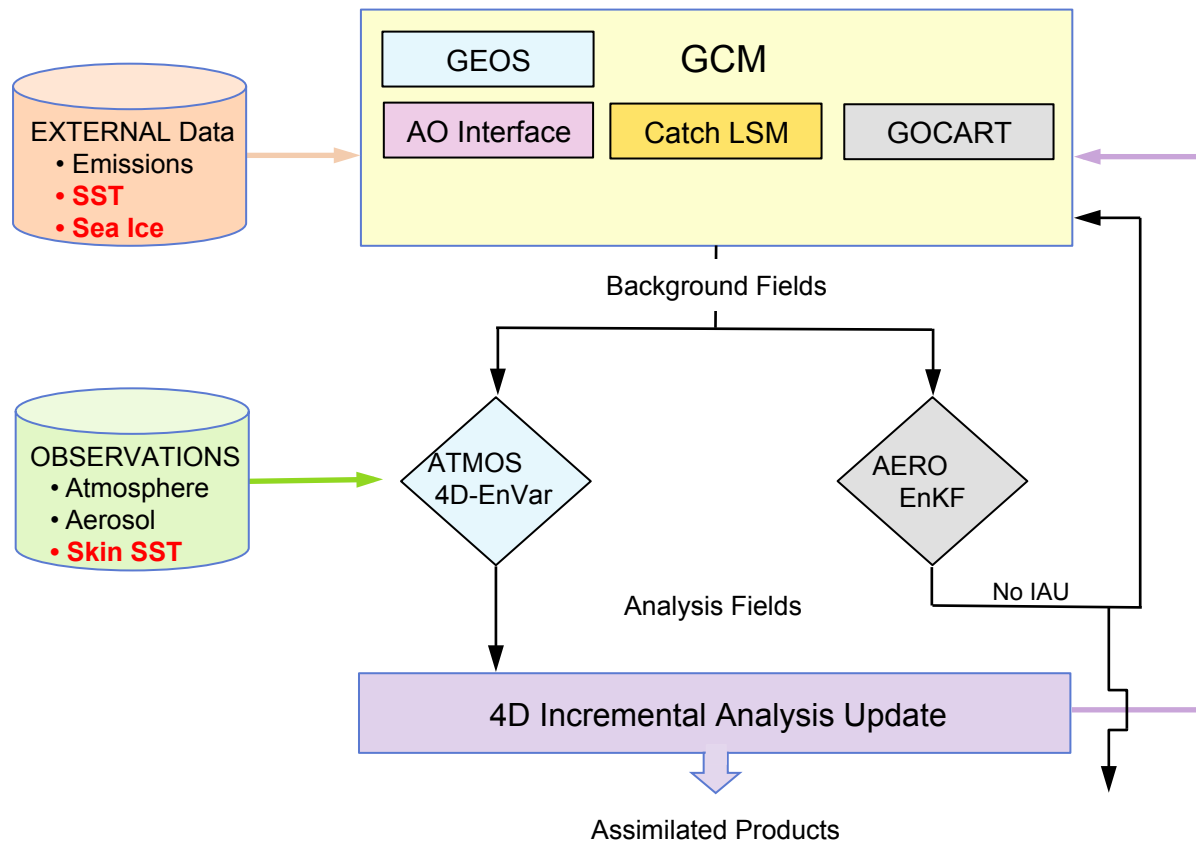 GEOS
GCM
AO Interface
Catch LSM
GOCART
EXTERNAL Data
• Emissions
• SST
• Sea Ice
Background Fields
OBSERVATIONS
• Atmosphere
• Aerosol
• Skin SST
ATMOS
4D-EnVar
AERO
EnKF
No IAU
Analysis Fields
4D Incremental Analysis Update
Assimilated Products